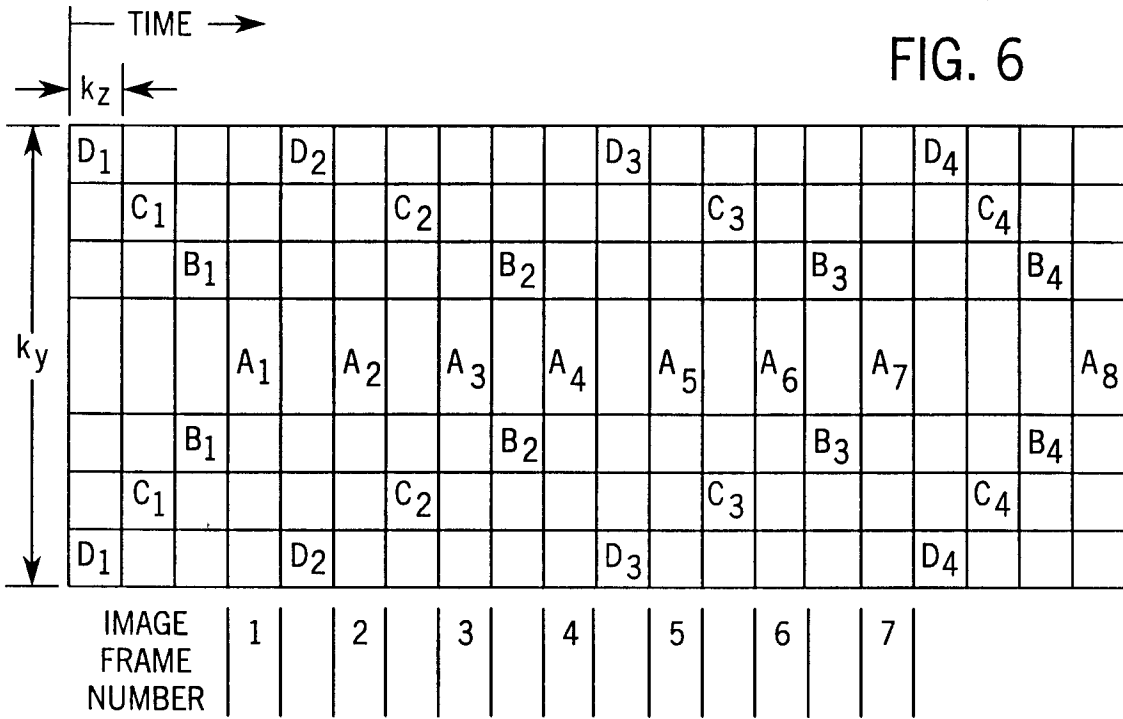 TIME
FIG. 6
kz
D1 D2 D3 D4
C1 C2 C3 C4
B1 B2 B3 B4
ky
A1 A2 A3 A4 A5 A6 A7 A8
B1 B2 B3 B4
C1 C2 C3 C4
D1 D2 D3 D4
IMAGE FRAME NUMBER
1 2 3 4 5 6 7